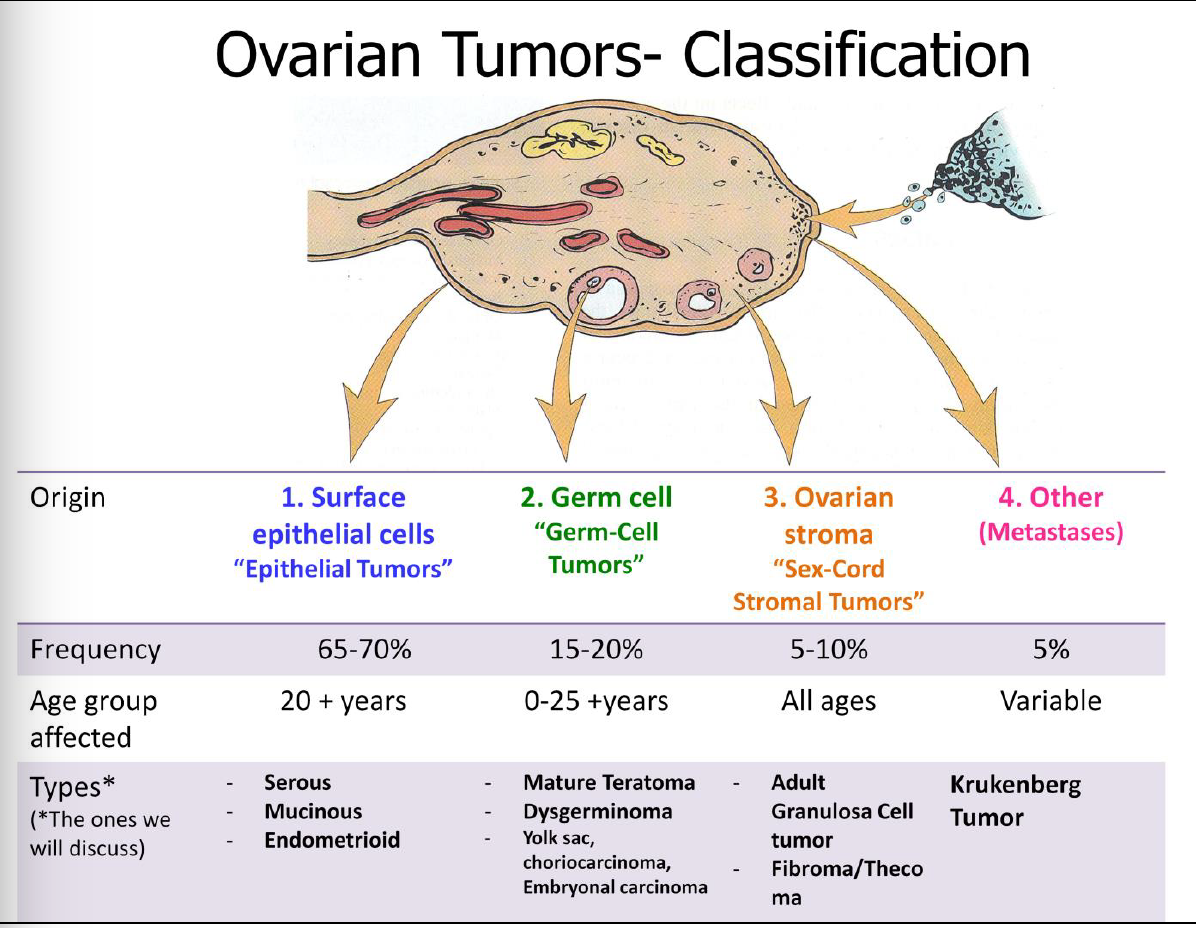 Ovarian Tumors- Classification
Origin
1. Surface
epithelial cells
“Epithelial Tumors”
2. Germ cell
“Germ-Cell
Tumors”
3. Ovarian
stroma
“Sex-Cord
Stromal Tumors”
4. Other
(Metastases)
Frequency
65-70%
15-20%
5-10%
5%
Age group
affected
20 + years
0-25 +years
All ages
Variable
Types*
(*The ones we
will discuss)
- Serous
- Mucinous
- Endometrioid
- Mature Teratoma
- Dysgerminoma
- Yolk sac,
choriocarcinoma,
Embryonal carcinoma
- Adult
Granulosa Cell
tumor
- Fibroma/Theco
ma
Krukenberg
Tumor